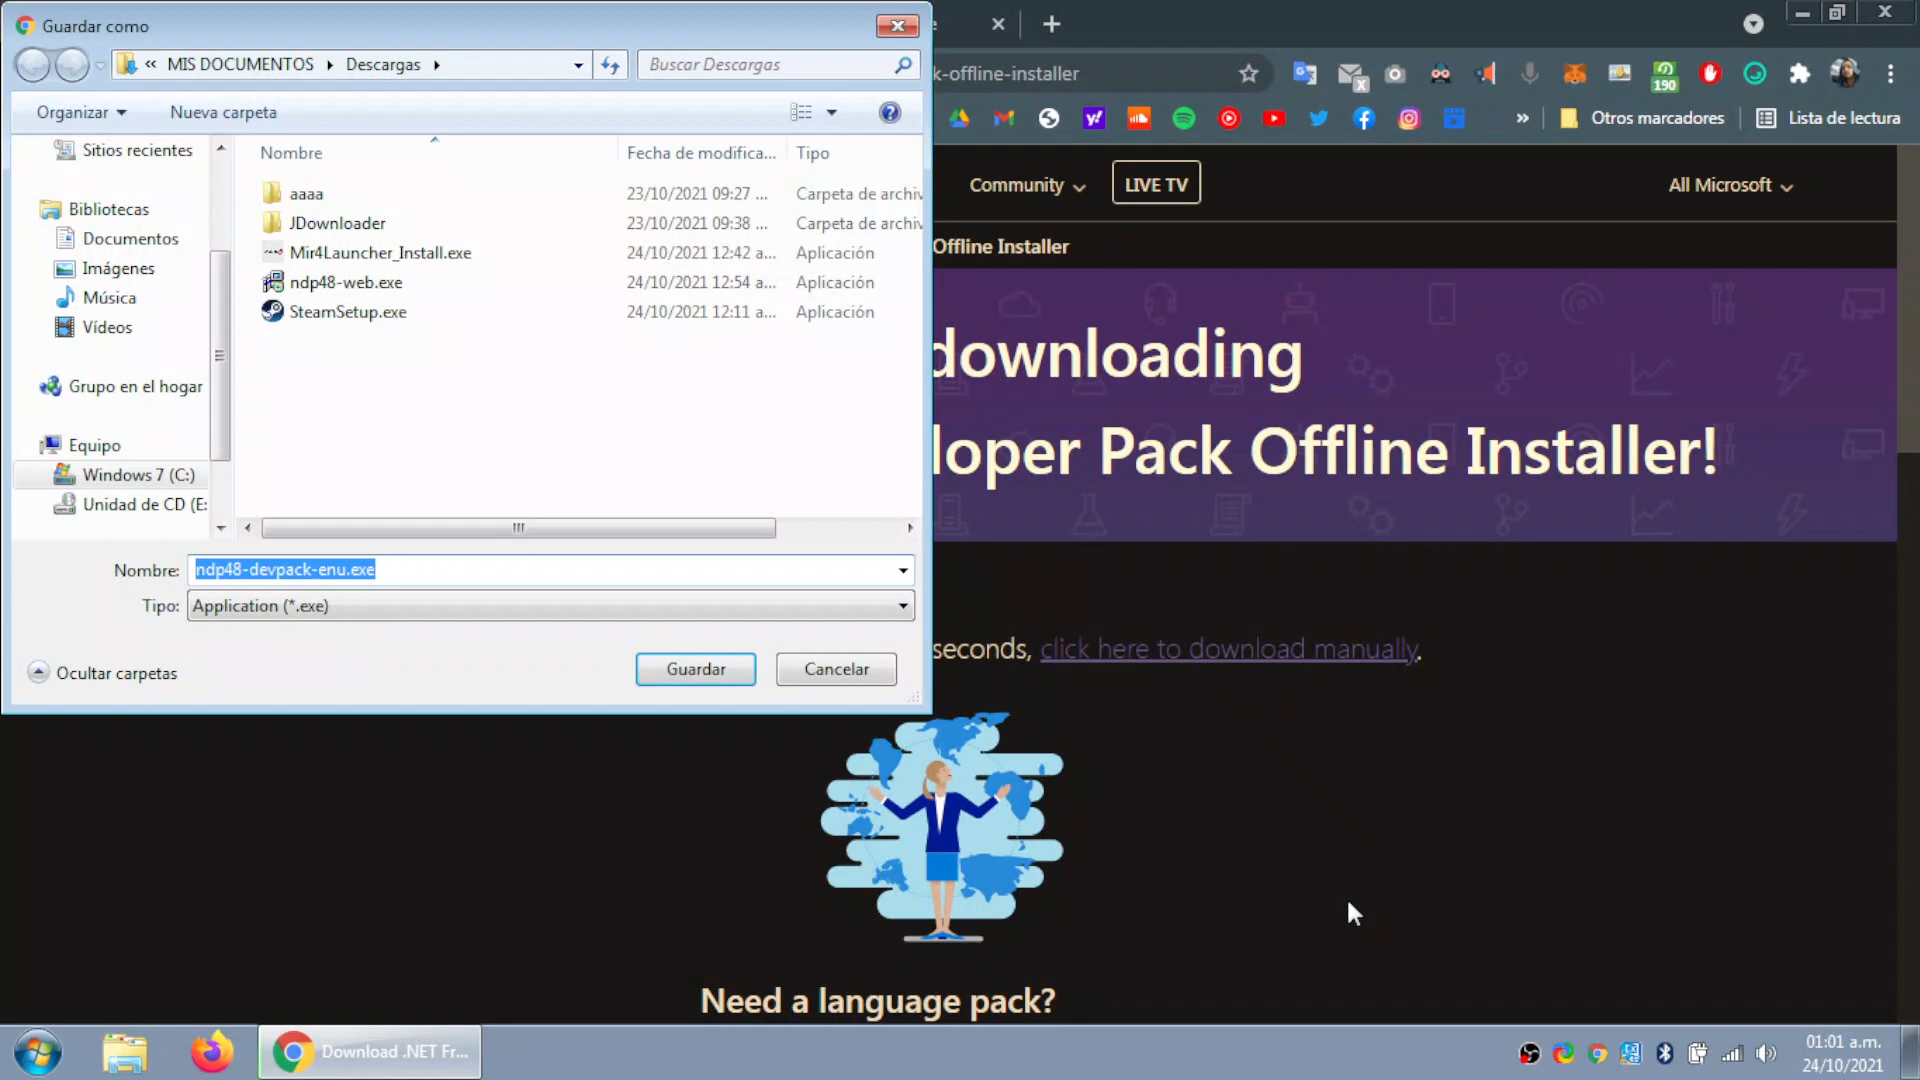 Guardar como
« MIS DOCUMENTOS Descargas
Buscar Descargas
Organizar
Nueva carpeta
Sitios recientes
Bibliotecas
Documentos
Imágenes
Música
Vídeos
Grupo en el hogar
Equipo
Windows 7 (C:)
Unidad de CD (E:
Nombre Fecha de modifica... Tipo
aaaa 23/10/2021 09:27 ... Carpeta de archiv
JDownloader 23/10/2021 09:38 ... Carpeta de archiv
Mir4Launcher_Install.exe 24/10/2021 12:42 a... Aplicación
ndp48-web.exe 24/10/2021 12:54 a... Aplicación
SteamSetup.exe 24/10/2021 12:11 a... Aplicación
Nombre: ndp48-devpack-enu.exe
Tipo: Application (*.exe)
Ocultar carpetas
Guardar
Cancelar
k-offline-installer
190
» Otros marcadores
Lista de lectura
Community
LIVE TV
All Microsoft
Offline Installer
downloading
loper Pack Offline Installer!
seconds, click here to download manually.
Need a language pack?
Download .NET Fr...
01:01 a.m.
24/10/2021